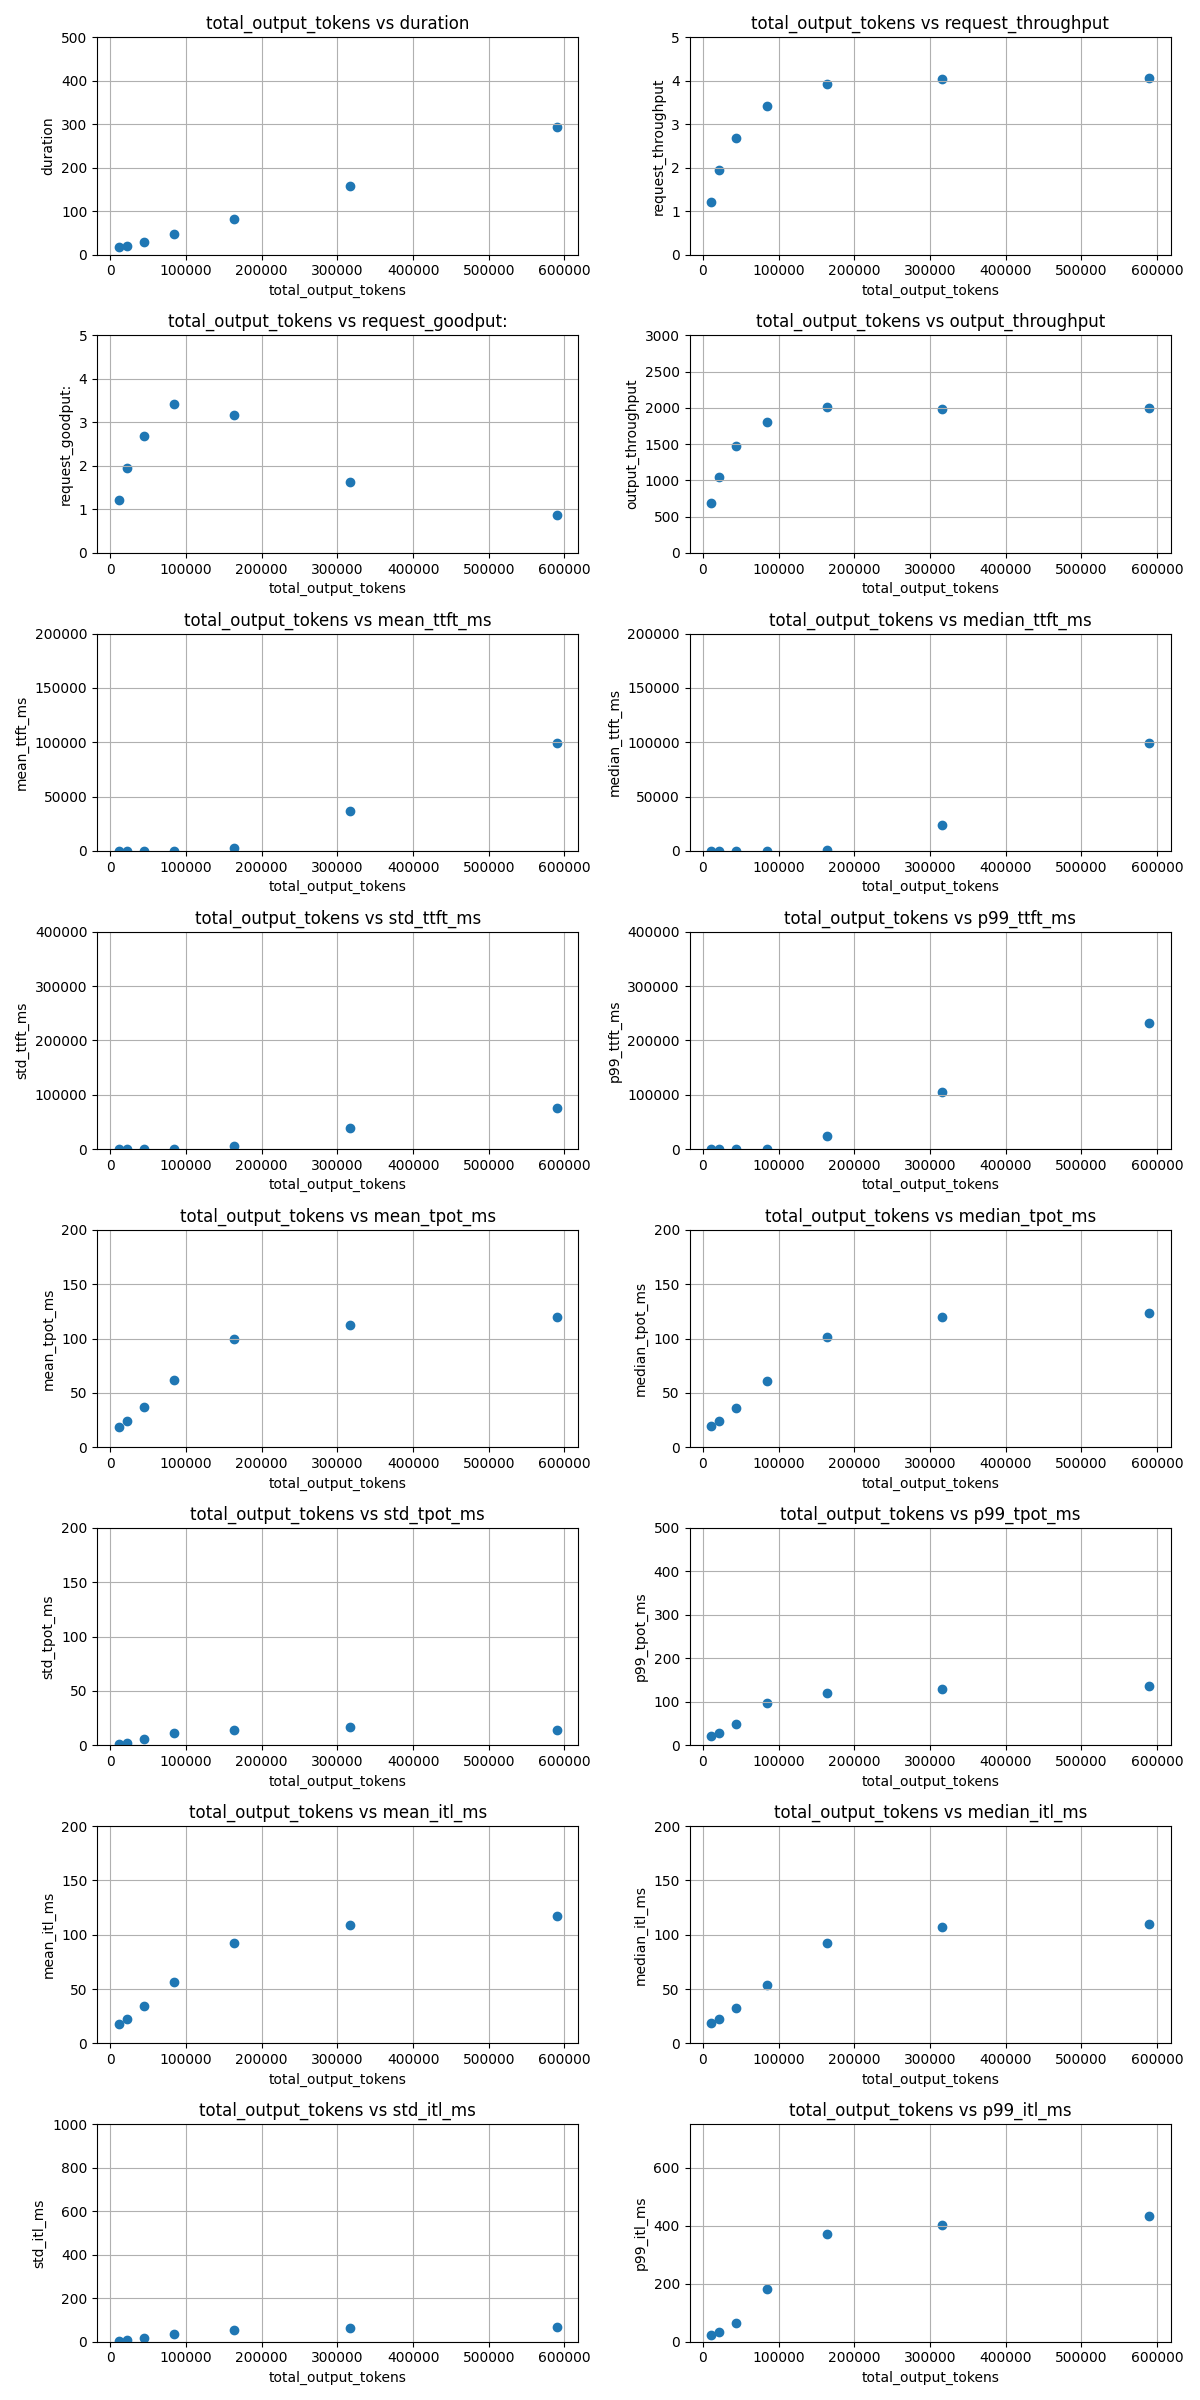 total_output_tokens vs duration
500
400
300
200
100
0
duration
0 100000 200000 300000 400000 500000 600000
total_output_tokens
total_output_tokens vs request_throughput
5
4
3
2
1
0
request_throughput
0 100000 200000 300000 400000 500000 600000
total_output_tokens
total_output_tokens vs request_goodput:
5
4
3
2
1
0
request_goodput:
0 100000 200000 300000 400000 500000 600000
total_output_tokens
total_output_tokens vs output_throughput
3000
2500
2000
1500
1000
500
0
output_throughput
0 100000 200000 300000 400000 500000 600000
total_output_tokens
total_output_tokens vs mean_ttft_ms
200000
150000
100000
50000
0
mean_ttft_ms
0 100000 200000 300000 400000 500000 600000
total_output_tokens
total_output_tokens vs median_ttft_ms
200000
150000
100000
50000
0
median_ttft_ms
0 100000 200000 300000 400000 500000 600000
total_output_tokens
total_output_tokens vs std_ttft_ms
400000
300000
200000
100000
0
std_ttft_ms
0 100000 200000 300000 400000 500000 600000
total_output_tokens
total_output_tokens vs p99_ttft_ms
400000
300000
200000
100000
0
p99_ttft_ms
0 100000 200000 300000 400000 500000 600000
total_output_tokens
total_output_tokens vs mean_tpot_ms
200
150
100
50
0
mean_tpot_ms
0 100000 200000 300000 400000 500000 600000
total_output_tokens
total_output_tokens vs median_tpot_ms
200
150
100
50
0
median_tpot_ms
0 100000 200000 300000 400000 500000 600000
total_output_tokens
total_output_tokens vs std_tpot_ms
200
150
100
50
0
std_tpot_ms
0 100000 200000 300000 400000 500000 600000
total_output_tokens
total_output_tokens vs p99_tpot_ms
500
400
300
200
100
0
p99_tpot_ms
0 100000 200000 300000 400000 500000 600000
total_output_tokens
total_output_tokens vs mean_itl_ms
200
150
100
50
0
mean_itl_ms
0 100000 200000 300000 400000 500000 600000
total_output_tokens
total_output_tokens vs median_itl_ms
200
150
100
50
0
median_itl_ms
0 100000 200000 300000 400000 500000 600000
total_output_tokens
total_output_tokens vs std_itl_ms
1000
800
600
400
200
0
std_itl_ms
0 100000 200000 300000 400000 500000 600000
total_output_tokens
total_output_tokens vs p99_itl_ms
600
400
200
0
p99_itl_ms
0 100000 200000 300000 400000 500000 600000
total_output_tokens